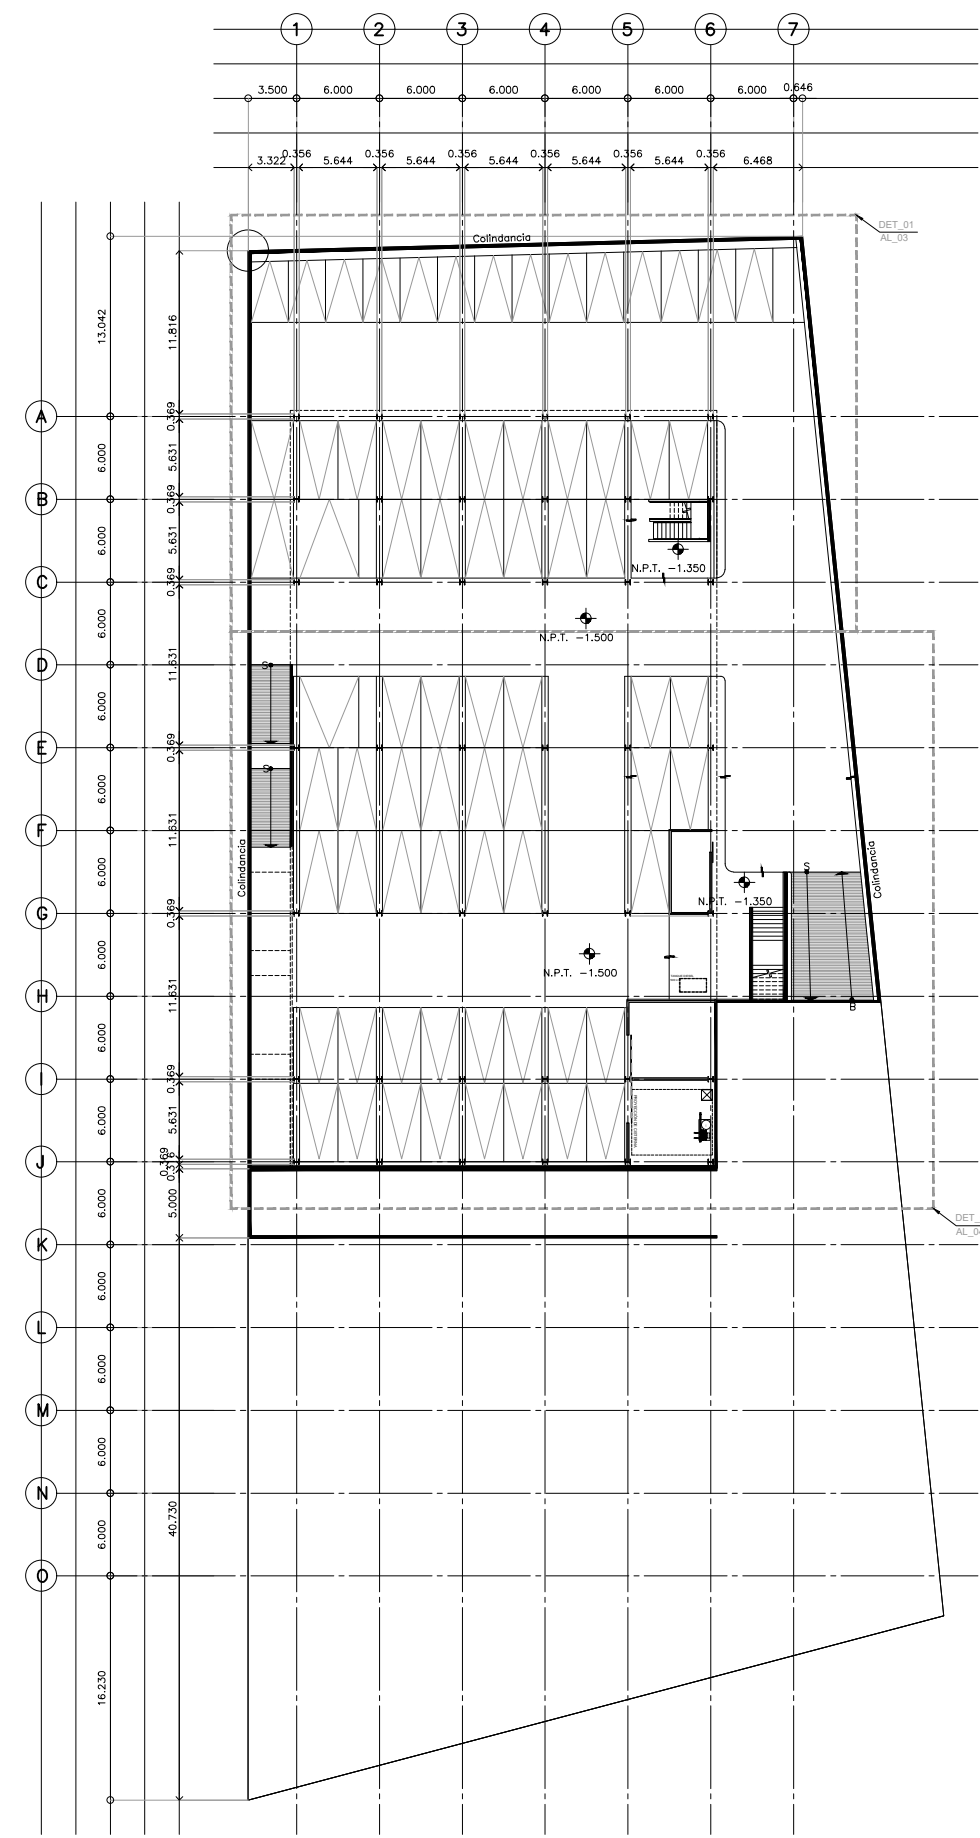 1 2 3 4 5 6 7
3.500 6.000 6.000 6.000 6.000 6.000 6.000 0.646
0.356 0.356 0.356 0.356 0.356 0.356
3.322 5.644 5.644 5.644 5.644 5.644 6.468
DET_01
AL_03
Colindancia
13.042
11.816
A
0.369
6.000
5.631
B
0.369
6.000
5.631
C
N.P.T. -1.350
0.369
6.000
N.P.T. -1.500
D
11.631
S
6.000
E
0.369
S
6.000
F
11.631
Colindancia
Colindancia
6.000
S
N.P.T. -1.350
G
0.369
6.000
N.P.T. -1.500
H
11.631
B
6.000
I
0.369
6.000
5.631
J
0.369
0.316
6.000
5.000
DET_
AL_04
K
6.000
L
6.000
M
6.000
N
40.730
6.000
O
16.230